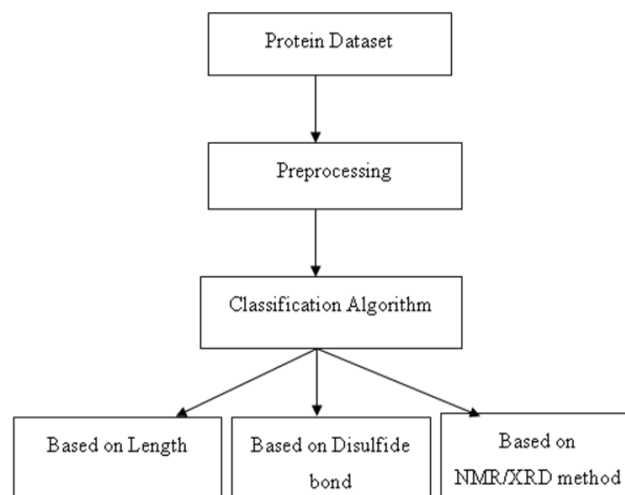 Protein Dataset
Preprocessing
Classification Algorithm
Based on Length
Based on Disulfide
bond
Based on
NMR/XRD method